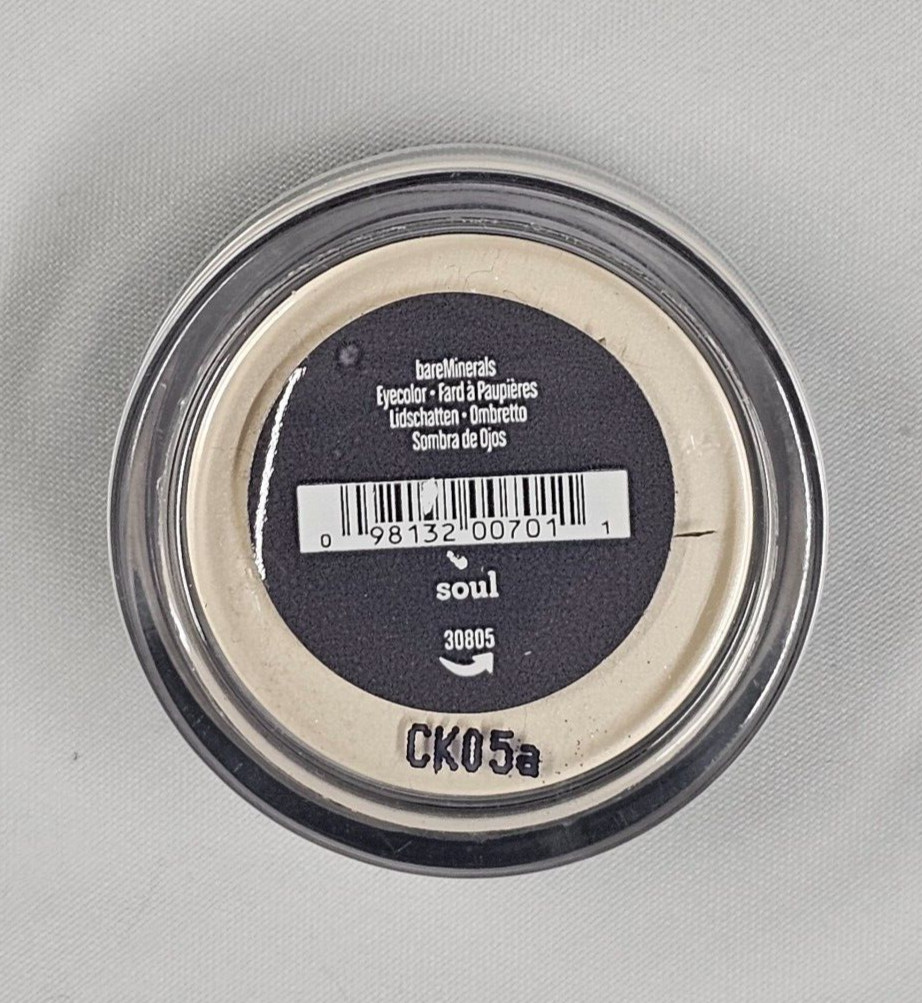 bareMinerals
Eyecolor • Fard à Paupières
Lidschatten • Ombretto
Sombra de Ojos
0 98132 00701 1
soul
30805
CK05a